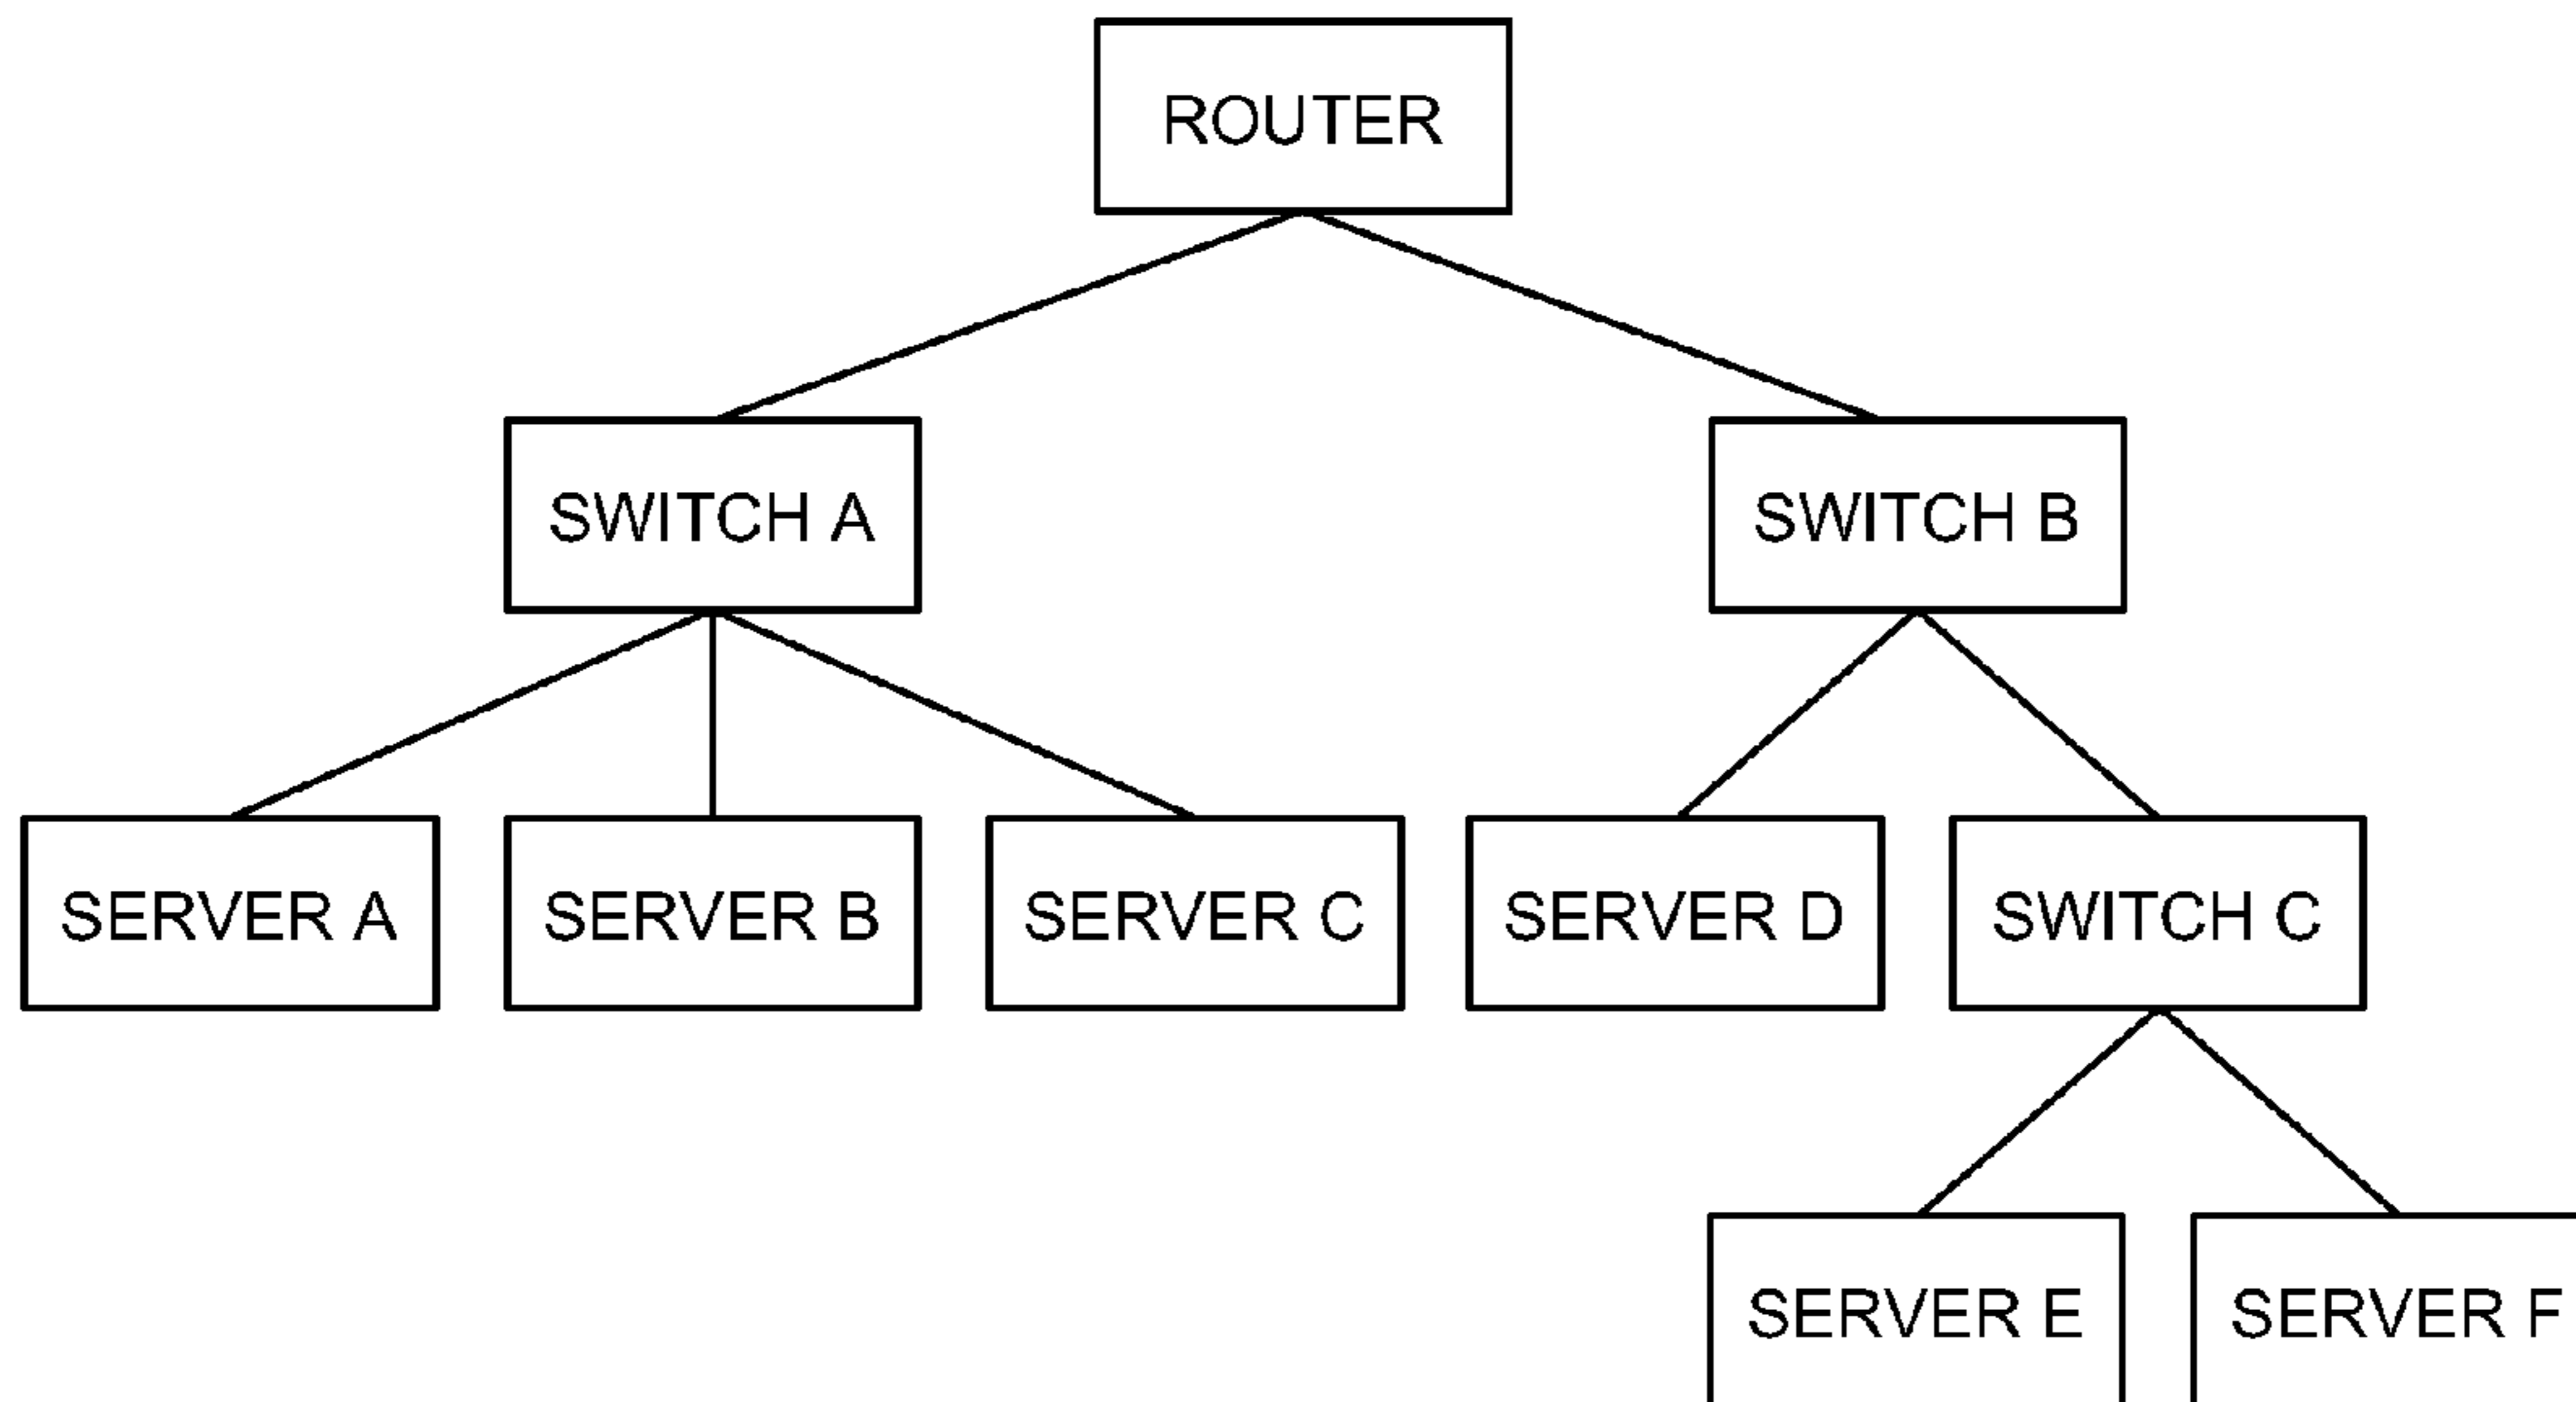 ROUTER
SWITCH A
SWITCH B
SERVER A
SERVER B
SERVER C
SERVER D
SWITCH C
SERVER E
SERVER F